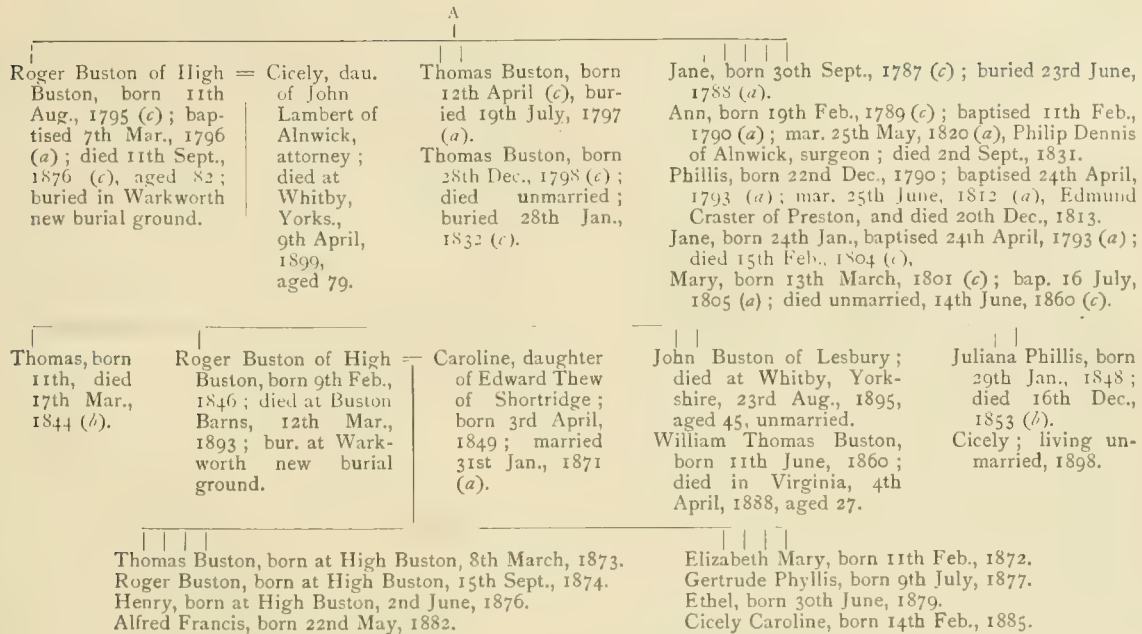 A
Roger Buston of High = Cicely, dau.
Buston, born 11th
Aug., 1795 (c) ; bap-
tised 7th Mar., 1796
(a) ; died 11th Sept.,
1876 (c), aged 82 ;
buried in Warkworth
new burial ground.
of John
Lambert of
Alnwick,
attorney ;
died at
Whitby,
Yorks.,
9th April,
1899,
aged 79.
Thomas Buston, born
12th April (c), bur-
ied 19th July, 1797
(a).
Thomas Buston, born
28th Dec., 1798 (c) ;
died unmarried ;
buried 28th Jan.,
1832 (c).
Jane, born 30th Sept., 1787 (c) ; buried 23rd June,
1788 (a).
Ann, born 19th Feb., 1789 (c) ; baptised 11th Feb.,
1790 (a) ; mar. 25th May, 1820 (a), Philip Dennis
of Alnwick, surgeon ; died 2nd Sept., 1831.
Phillis, born 22nd Dec., 1790 ; baptised 24th April,
1793 (a) ; mar. 25th June, 1812 (a), Edmund
Craster of Preston, and died 20th Dec., 1813.
Jane, born 24th Jan., baptised 24th April, 1793 (a) ;
died 15th Feb., 1804 (c),
Mary, born 13th March, 1801 (c) ; bap. 16 July,
1805 (a) ; died unmarried, 14th June, 1860 (c).
Thomas, born
11th, died
17th Mar.,
1844 (b).
Roger Buston of High =
Buston, born 9th Feb.,
1846 ; died at Buston
Barns, 12th Mar.,
1893 ; bur. at Wark-
worth new burial
ground.
Caroline, daughter
of Edward Thew
of Shortridge ;
born 3rd April,
1849 ; married
31st Jan., 1871
(a).
John Buston of Lesbury ;
died at Whitby, York-
shire, 23rd Aug., 1895,
aged 45, unmarried.
William Thomas Buston,
born 11th June, 1860 ;
died in Virginia, 4th
April, 1888, aged 27.
Juliana Phillis, born
29th Jan., 1848 ;
died 16th Dec.,
1853 (b).
Cicely ; living un-
married, 1898.
Thomas Buston, born at High Buston, 8th March, 1873.
Roger Buston, born at High Buston, 15th Sept., 1874.
Henry, born at High Buston, 2nd June, 1876.
Alfred Francis, born 22nd May, 1882.
Elizabeth Mary, born 11th Feb., 1872.
Gertrude Phyllis, born 9th July, 1877.
Ethel, born 30th June, 1879.
Cicely Caroline, born 14th Feb., 1885.